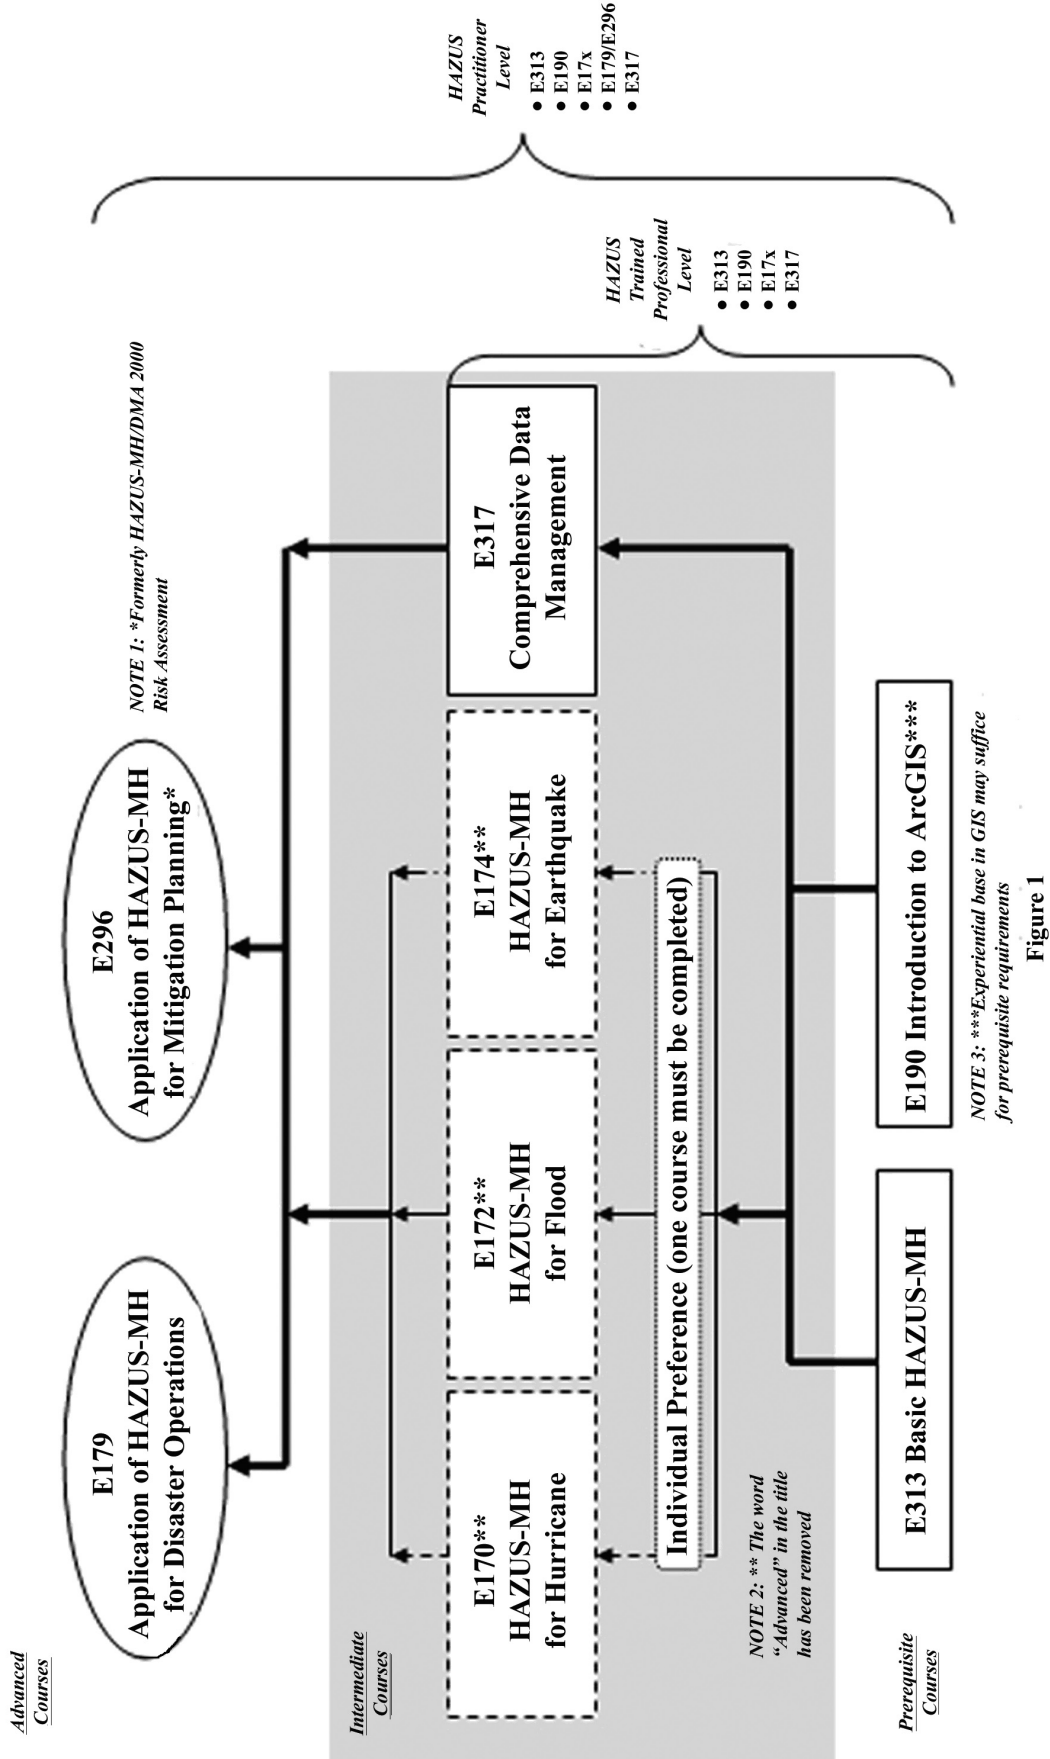 Advanced
Courses
E179
Application of HAZUS-MH
for Disaster Operations
E296
Application of HAZUS-MH
for Mitigation Planning*
NOTE 1: *Formerly HAZUS-MH/DMA 2000
Risk Assessment
Intermediate
Courses
E170**
HAZUS-MH
for Hurricane
E172**
HAZUS-MH
for Flood
E174**
HAZUS-MH
for Earthquake
E317
Comprehensive Data
Management
Individual Preference (one course must be completed)
NOTE 2: ** The word
“Advanced” in the title
has been removed
Prerequisite
Courses
E313 Basic HAZUS-MH
E190 Introduction to ArcGIS***
NOTE 3: ***Experiential base in GIS may suffice
for prerequisite requirements
HAZUS
Trained
Professional
Level
• E313
• E190
• E17x
• E317
HAZUS
Practitioner
Level
• E313
• E190
• E17x
• E179/E296
• E317
Figure 1